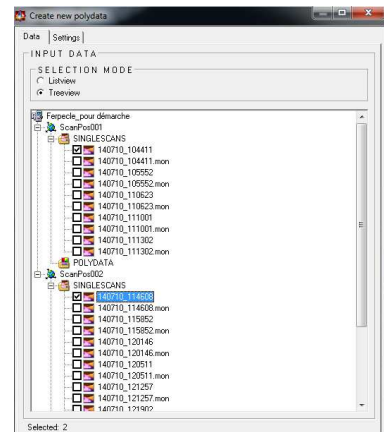 Create new polydata
Data Settings
INPUT DATA
SELECTION MODE
Listview
Treeview
Ferpecle_pour démarche
ScanPos001
SINGLESCANS
140710_104411
140710_104411.mon
140710_105552
140710_105552.mon
140710_110623
140710_110623.mon
140710_111001
140710_111001.mon
140710_111302
140710_111302.mon
POLYDATA
ScanPos002
SINGLESCANS
140710_114608
140710_114608.mon
140710_115852
140710_115852.mon
140710_120146
140710_120146.mon
140710_120511
140710_120511.mon
140710_121257
140710_121257.mon
140710_121902
Selected: 2